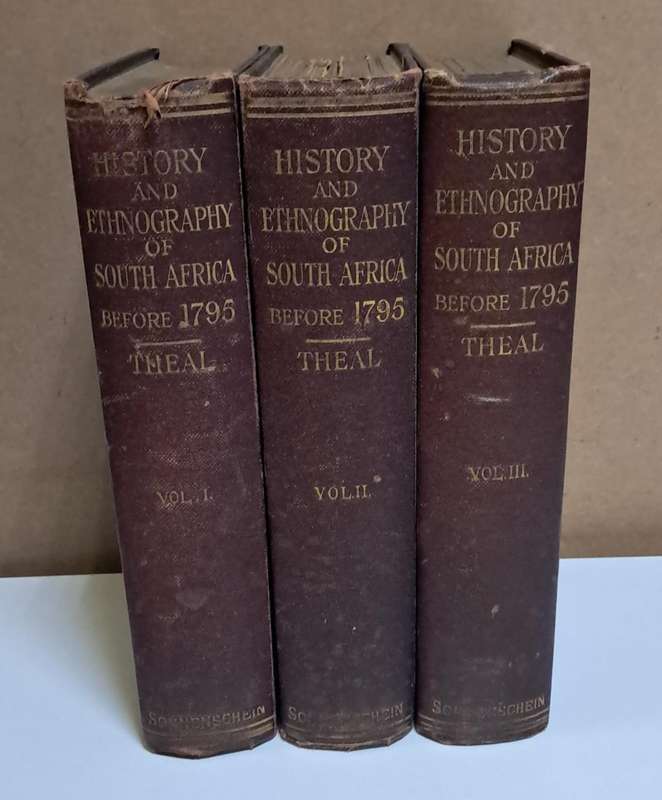 HISTORY
AND
ETHNOGRAPHY
OF
SOUTH AFRICA
BEFORE 1795
THEAL
VOL. I.
SONNENSCHEIN
HISTORY
AND
ETHNOGRAPHY
OF
SOUTH AFRICA
BEFORE 1795
THEAL
VOL. II.
SONNENSCHEIN
HISTORY
AND
ETHNOGRAPHY
OF
SOUTH AFRICA
BEFORE 1795
THEAL
VOL. III.
SONNENSCHEIN